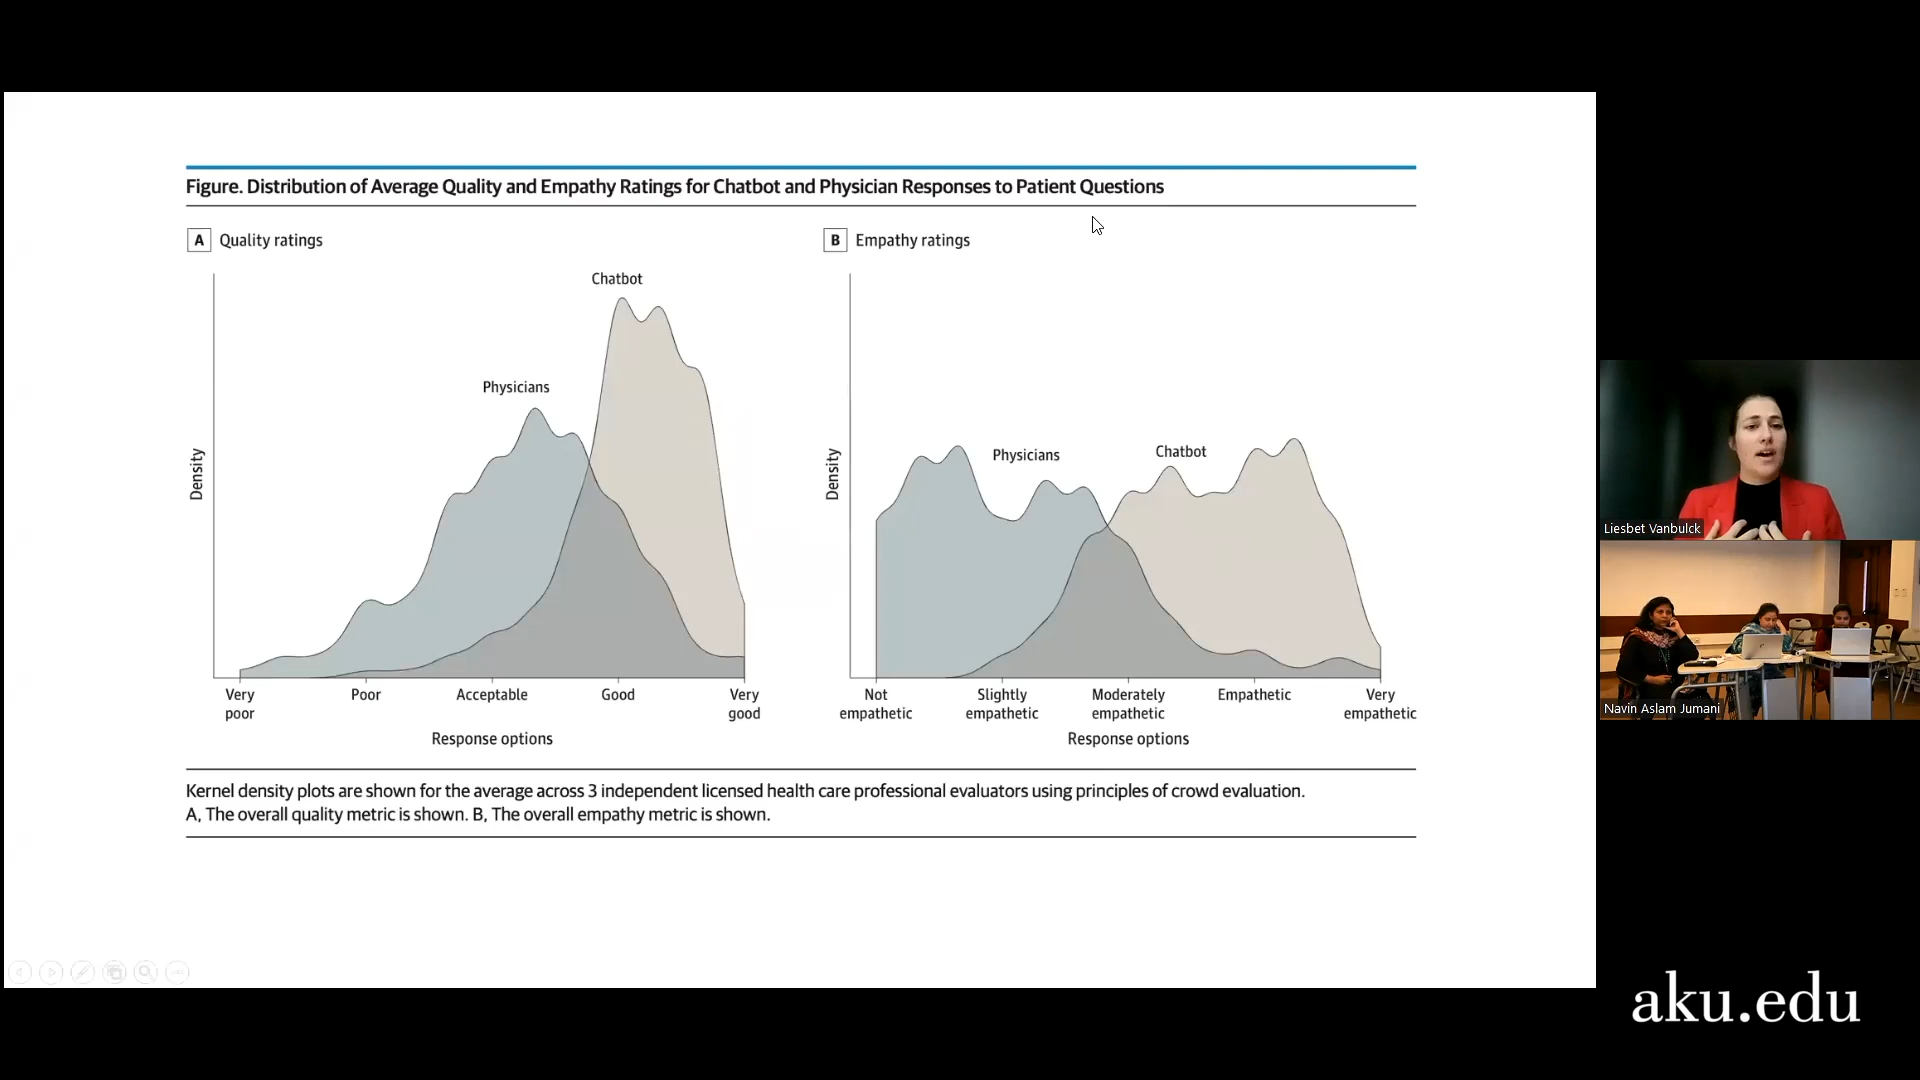 Figure. Distribution of Average Quality and Empathy Ratings for Chatbot and Physician Responses to Patient Questions
A Quality ratings
Chatbot
Physicians
Density
Very poor
Poor
Acceptable
Good
Very good
Response options
B Empathy ratings
Physicians
Chatbot
Density
Not empathetic
Slightly empathetic
Moderately empathetic
Empathetic
Very empathetic
Response options
Kernel density plots are shown for the average across 3 independent licensed health care professional evaluators using principles of crowd evaluation.
A, The overall quality metric is shown. B, The overall empathy metric is shown.
Liesbet Vanbulck
Navin Aslam Jumani
aku.edu